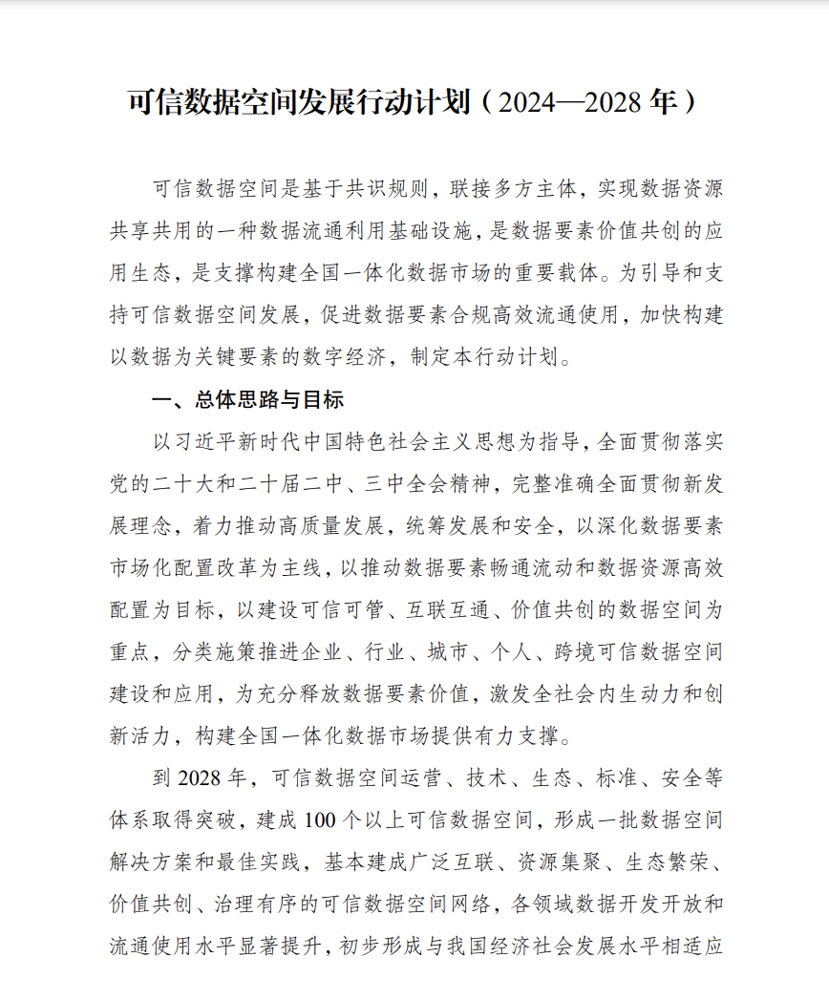 可信数据空间发展行动计划（2024—2028 年）
可信数据空间是基于共识规则，联接多方主体，实现数据资源
共享共用的一种数据流通利用基础设施，是数据要素价值共创的应
用生态，是支撑构建全国一体化数据市场的重要载体。为引导和支
持可信数据空间发展，促进数据要素合规高效流通使用，加快构建
以数据为关键要素的数字经济，制定本行动计划。
一、总体思路与目标
以习近平新时代中国特色社会主义思想为指导，全面贯彻落实
党的二十大和二十届二中、三中全会精神，完整准确全面贯彻新发
展理念，着力推动高质量发展，统筹发展和安全，以深化数据要素
市场化配置改革为主线，以推动数据要素畅通流动和数据资源高效
配置为目标，以建设可信可管、互联互通、价值共创的数据空间为
重点，分类施策推进企业、行业、城市、个人、跨境可信数据空间
建设和应用，为充分释放数据要素价值，激发全社会内生动力和创
新活力，构建全国一体化数据市场提供有力支撑。
到 2028 年，可信数据空间运营、技术、生态、标准、安全等
体系取得突破，建成 100 个以上可信数据空间，形成一批数据空间
解决方案和最佳实践，基本建成广泛互联、资源集聚、生态繁荣、
价值共创、治理有序的可信数据空间网络，各领域数据开发开放和
流通使用水平显著提升，初步形成与我国经济社会发展水平相适应